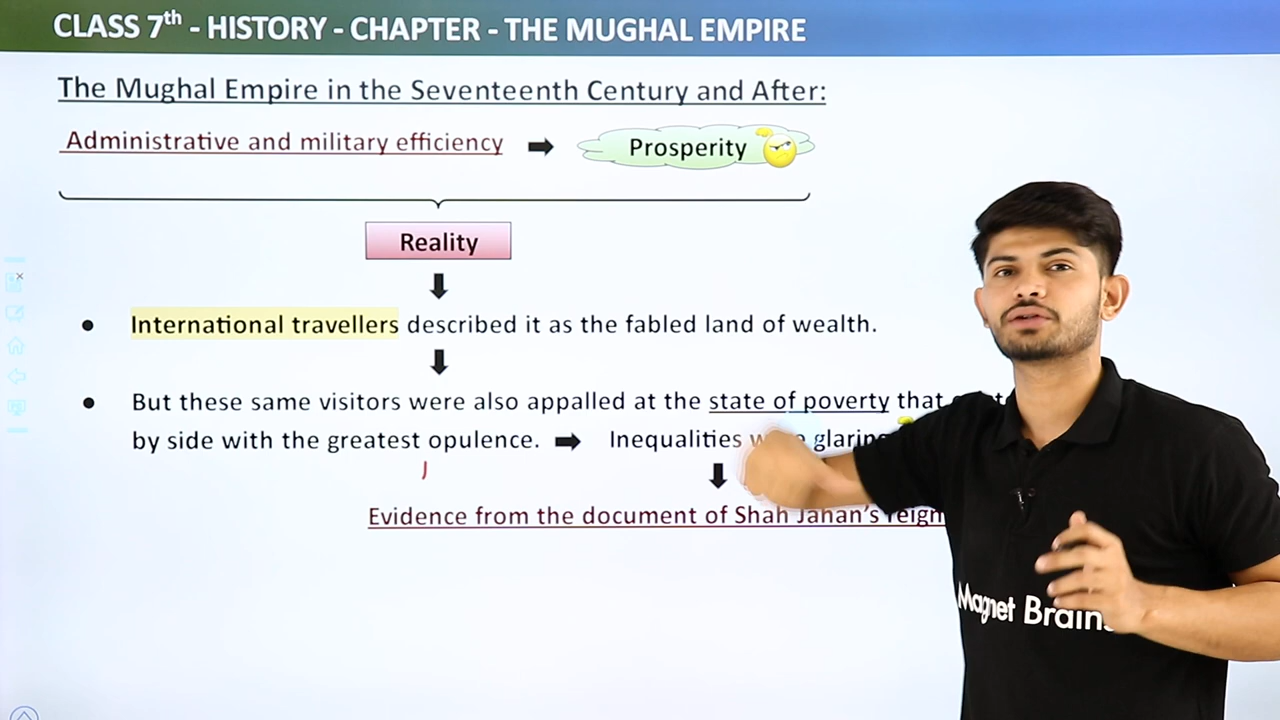 CLASS 7th - HISTORY - CHAPTER - THE MUGHAL EMPIRE
The Mughal Empire in the Seventeenth Century and After:
Administrative and military efficiency
Prosperity
Reality
International travellers described it as the fabled land of wealth.
But these same visitors were also appalled at the state of poverty that
by side with the greatest opulence. Inequalities glaring
Evidence from the document of Shah Jahan's reign
Magnet Brains